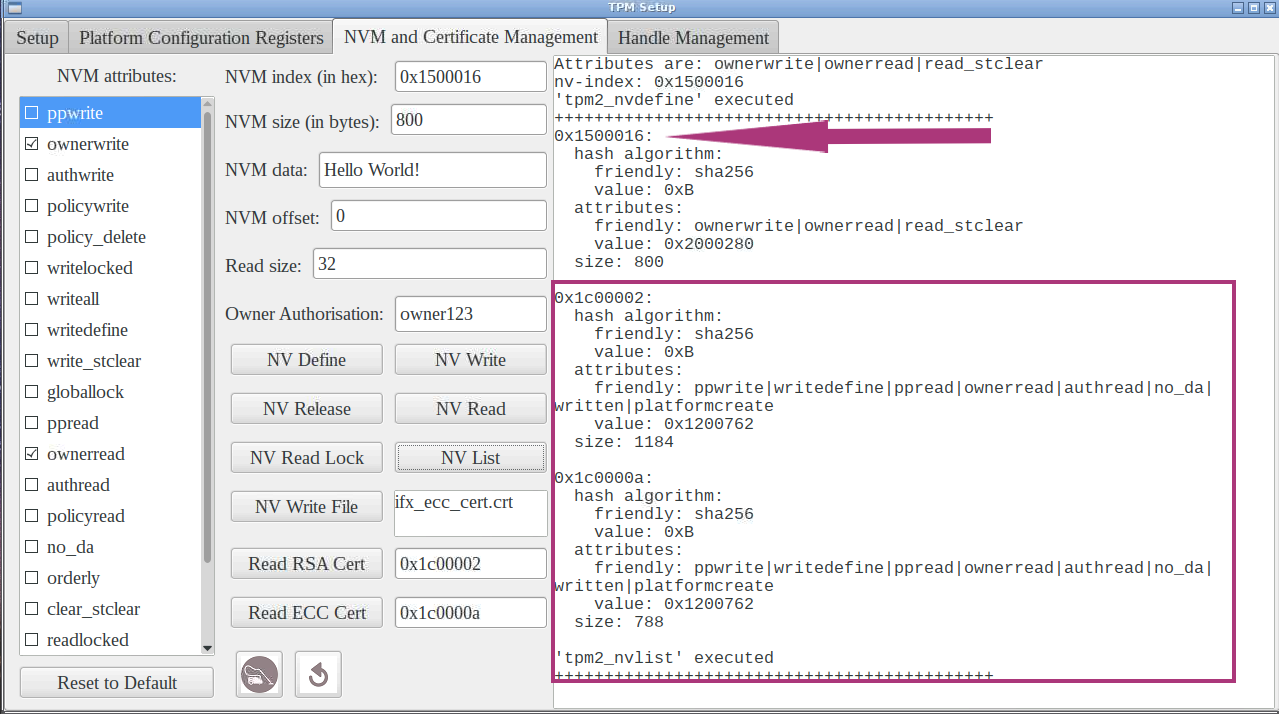 TPM Setup
Setup
Platform Configuration Registers
NVM and Certificate Management
Handle Management
NVM attributes:
ppwrite
ownerwrite
authwrite
policywrite
policy_delete
writelocked
writeall
writedefine
write_stclear
globallock
ppread
ownerread
authread
policyread
no_da
orderly
clear_stclear
readlocked
Reset to Default
NVM index (in hex): 0x1500016
NVM size (in bytes): 800
NVM data: Hello World!
NVM offset: 0
Read size: 32
Owner Authorisation: owner123
NV Define
NV Write
NV Release
NV Read
NV Read Lock
NV List
NV Write File
ifx_ecc_cert.crt
Read RSA Cert
0x1c00002
Read ECC Cert
0x1c0000a
Attributes are: ownerwrite|ownerread|read_stclear
nv-index: 0x1500016
'tpm2_nvdefine' executed
++++++++++++++++++++++++++++++++++++++++++++
0x1500016:
hash algorithm:
friendly: sha256
value: 0xB
attributes:
friendly: ownerwrite|ownerread|read_stclear
value: 0x2000280
size: 800
0x1c00002:
hash algorithm:
friendly: sha256
value: 0xB
attributes:
friendly: ppwrite|writedefine|ppread|ownerread|authread|no_da|
written|platformcreate
value: 0x1200762
size: 1184
0x1c0000a:
hash algorithm:
friendly: sha256
value: 0xB
attributes:
friendly: ppwrite|writedefine|ppread|ownerread|authread|no_da|
written|platformcreate
value: 0x1200762
size: 788
'tpm2_nvlist' executed
++++++++++++++++++++++++++++++++++++++++++++